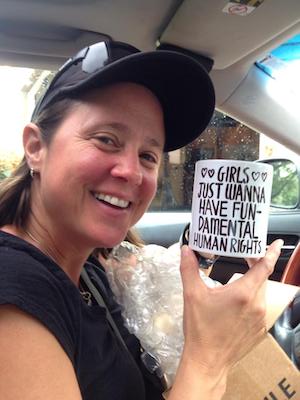 ♡♡ GIRLS ♡♡
JUST WANNA
HAVE FUN-
DAMENTAL
HUMAN RIGHTS